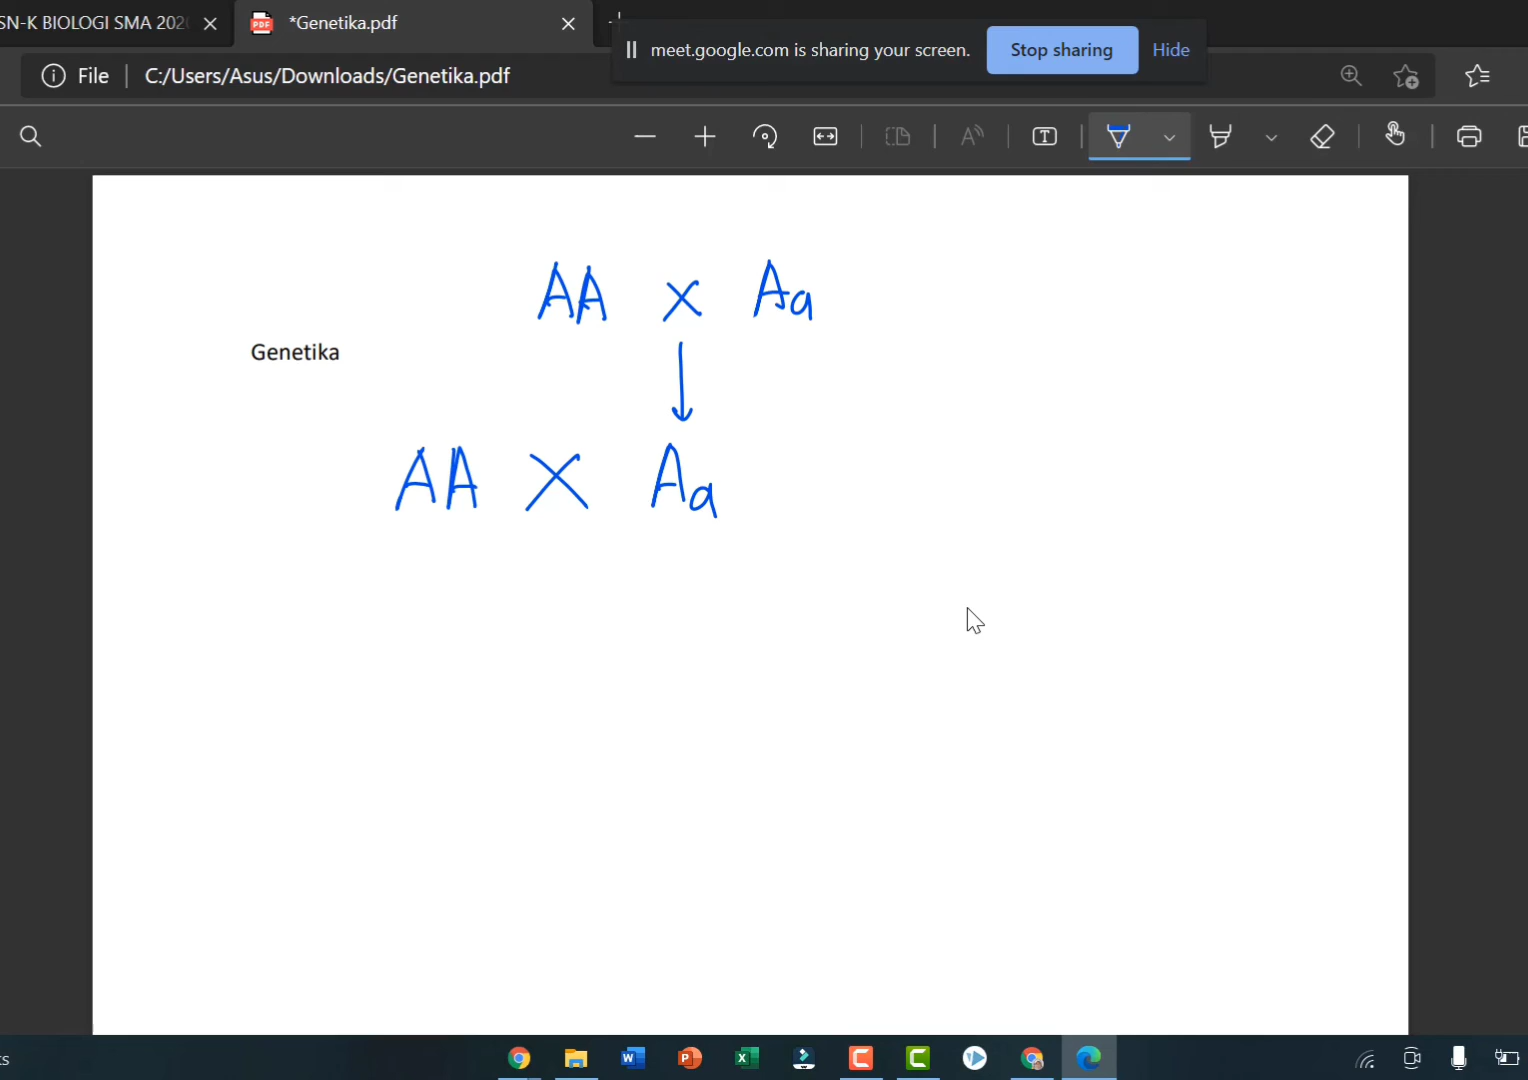 SN-K BIOLOGI SMA 202
*Genetika.pdf
meet.google.com is sharing your screen.
Stop sharing
Hide
File
C:/Users/Asus/Downloads/Genetika.pdf
AA x Aa
Genetika
AA X Aa